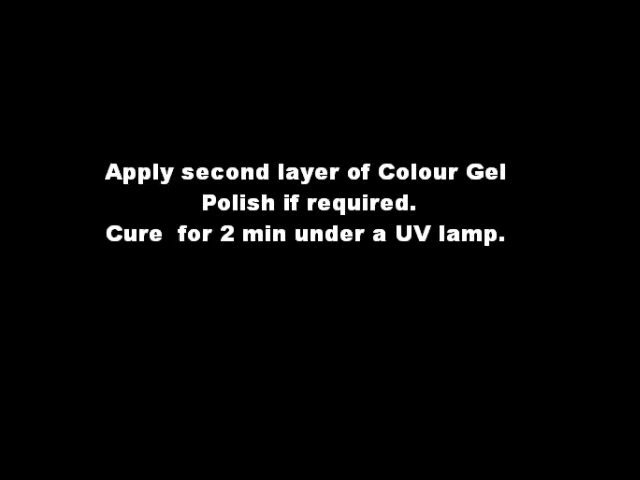 Apply second layer of Colour Gel
Polish if required.
Cure  for 2 min under a UV lamp.